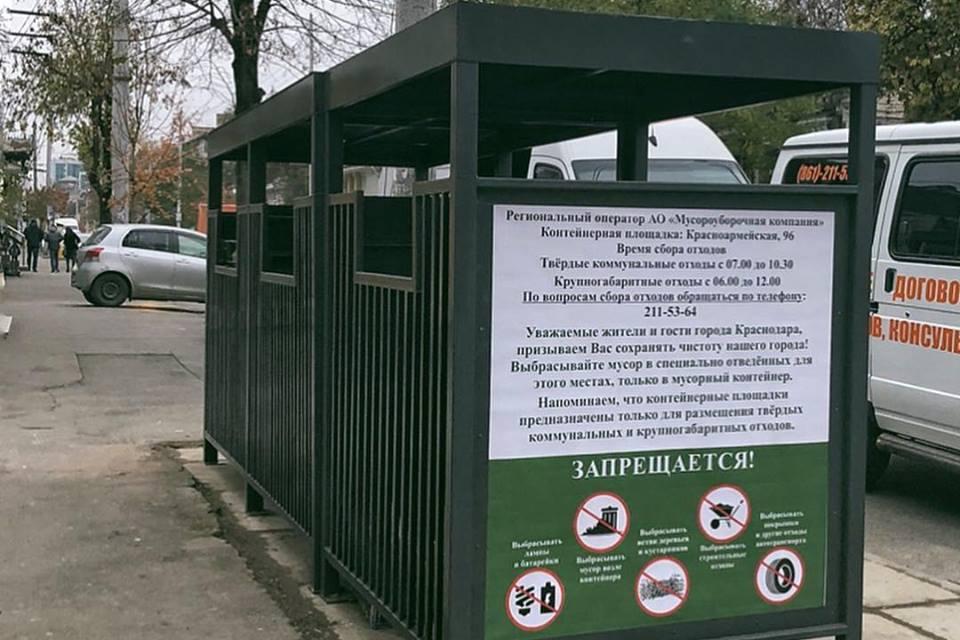 Региональный оператор АО «Мусороуборочная компания»
Контейнерная площадка: Красноармейская, 96
Время сбора отходов
Твёрдые коммунальные отходы с 07.00 до 10.30
Крупногабаритные отходы с 06.00 до 12.00
По вопросам сбора отходов обращаться по телефону:
211-53-64
Уважаемые жители и гости города Краснодара,
призываем Вас сохранять чистоту нашего города!
Выбрасывайте мусор в специально отведённых для
этого местах, только в мусорный контейнер.
Напоминаем, что контейнерные площадки
предназначены только для размещения твёрдых
коммунальных и крупногабаритных отходов.
ЗАПРЕЩАЕТСЯ!
Выбрасывать
лампы
и батарейки
Выбрасывать
мусор возле
контейнера
Выбрасывать
ветви деревьев
и кустарников
Выбрасывать
строительные
отходы
Выбрасывать
покрышки
и другие отходы
автотранспорта
(861)-211-5
ДОГОВО
В, КОНСУЛЬ